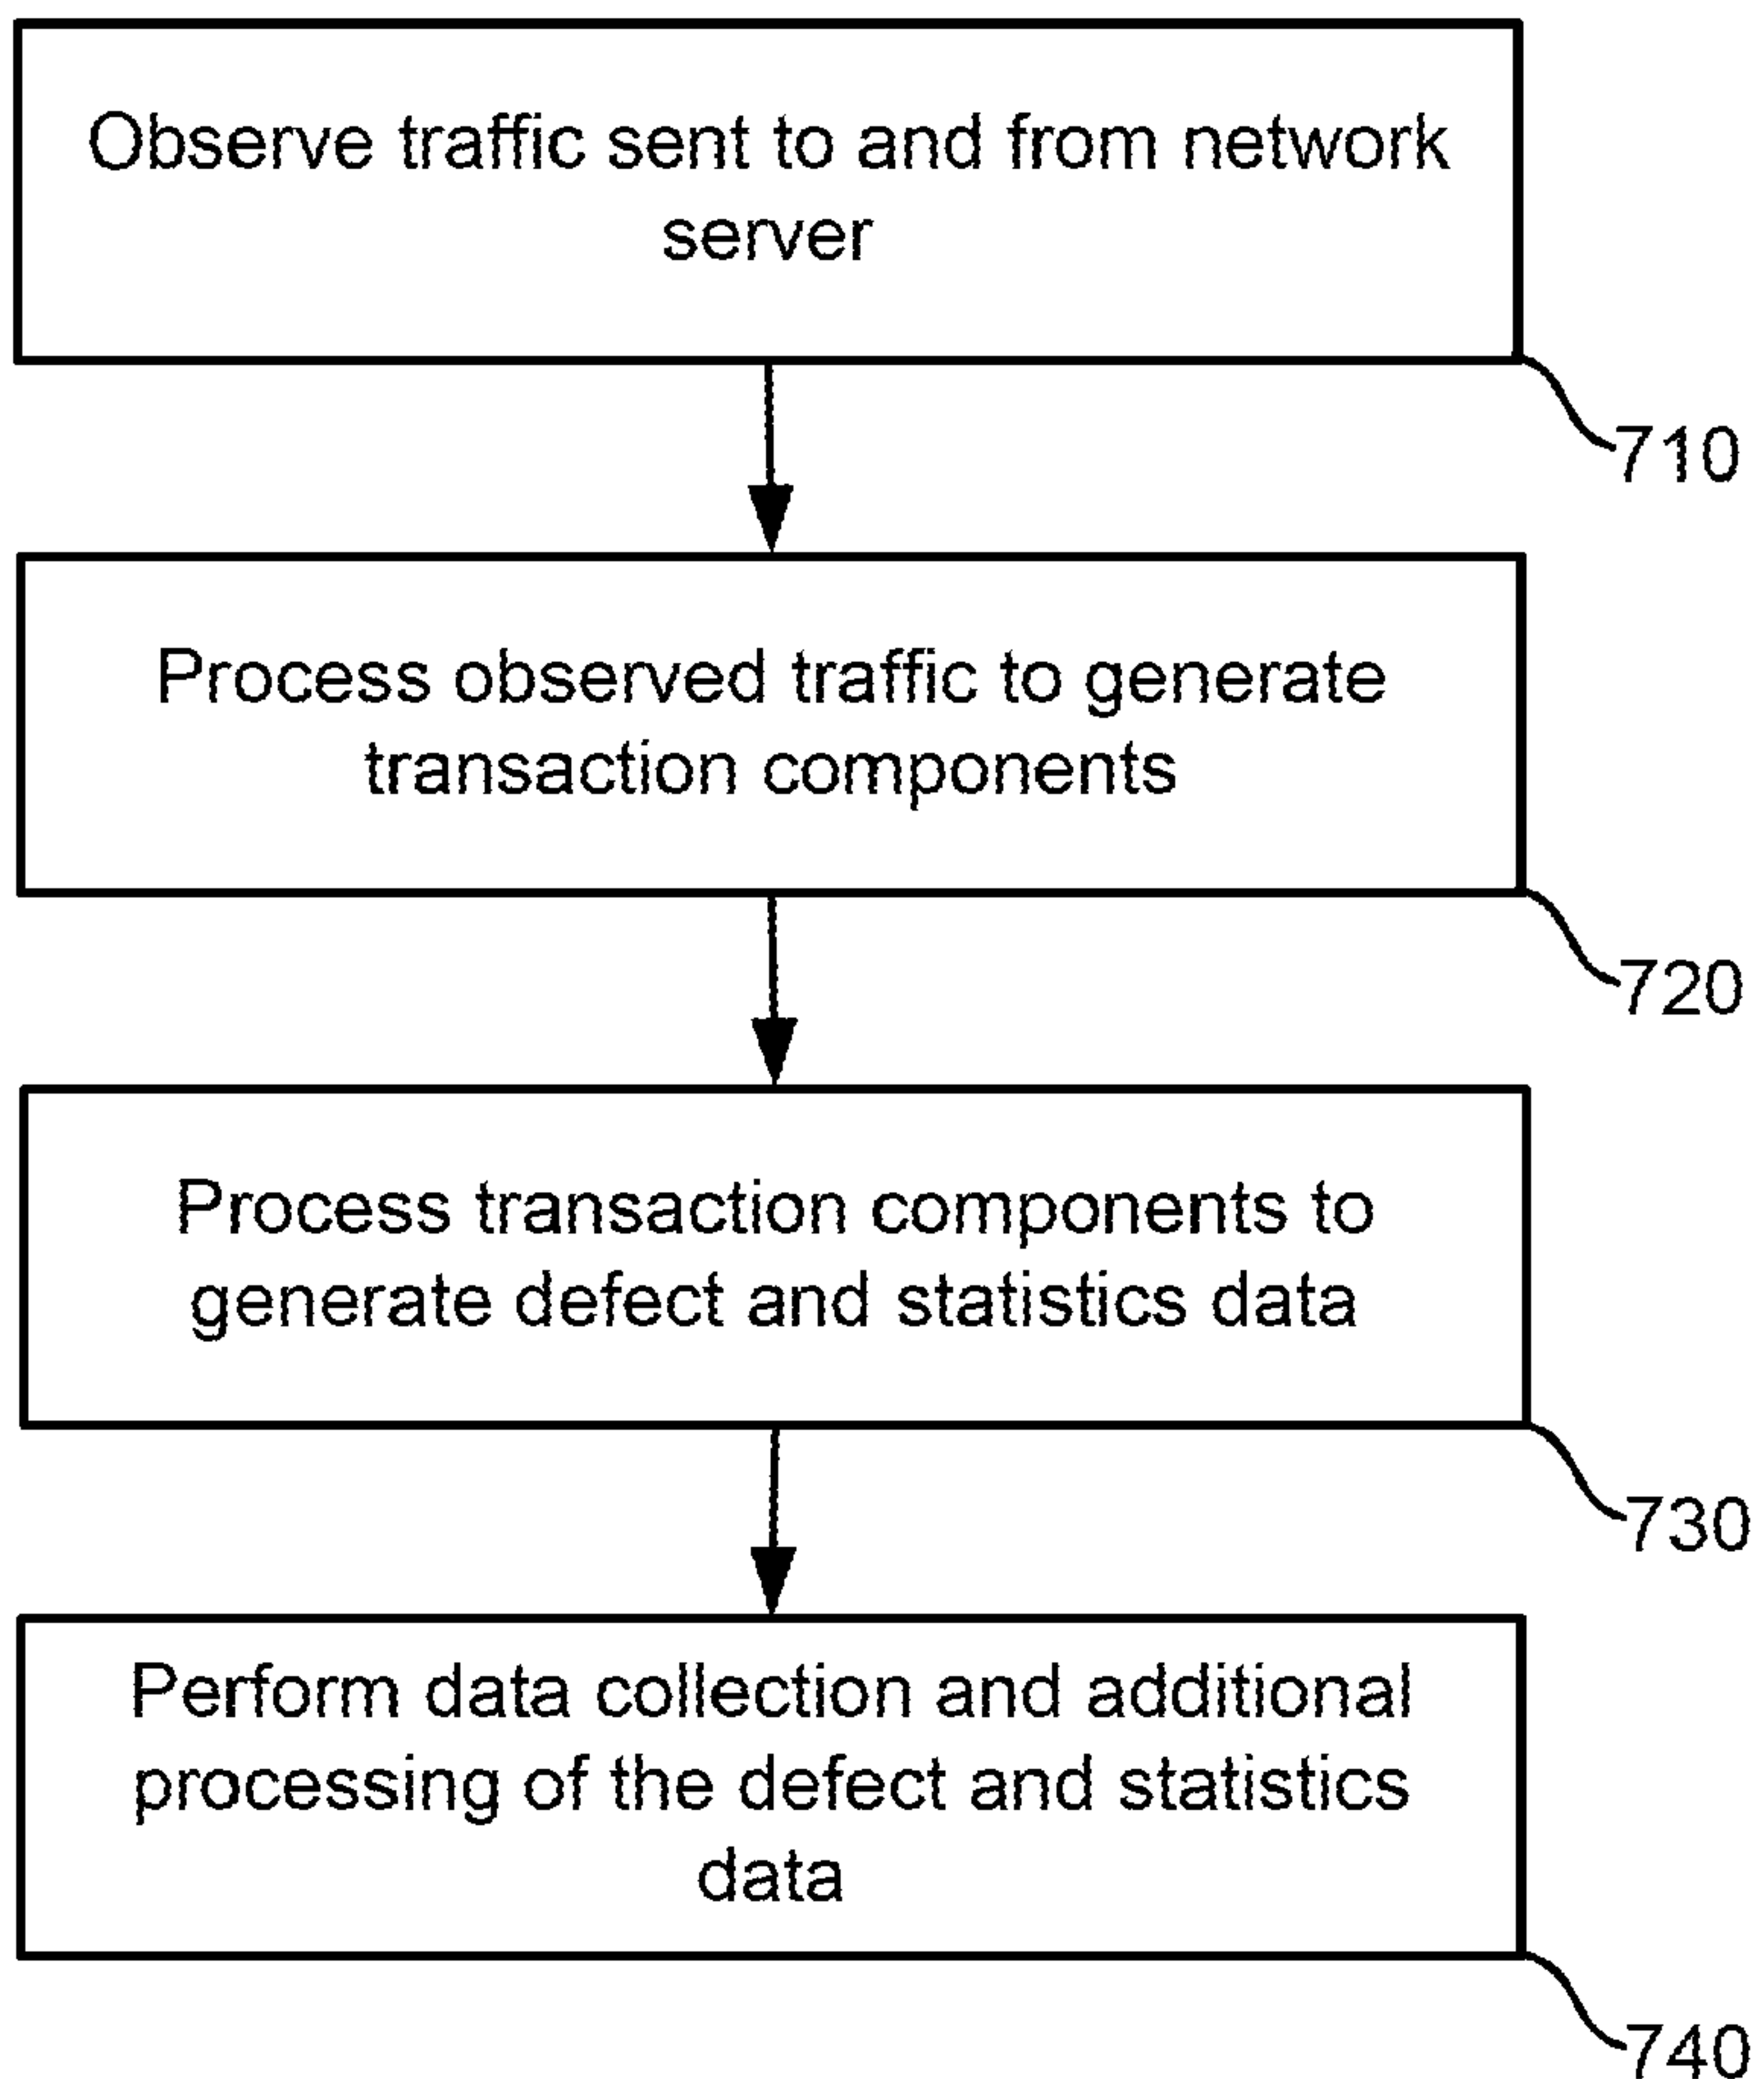 Observe traffic sent to and from network
server
710
Process observed traffic to generate
transaction components
720
Process transaction components to
generate defect and statistics data
730
Perform data collection and additional
processing of the defect and statistics
data
740